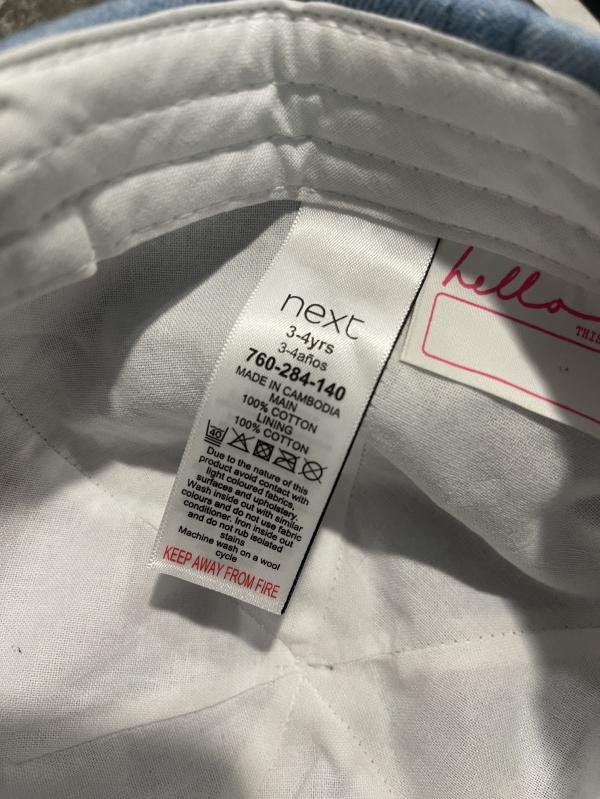 next
3-4yrs
3-4años
760-284-140
MADE IN CAMBODIA
MAIN
100% COTTON
LINING
100% COTTON
40
Due to the nature of this
product avoid contact with
light coloured fabrics,
surfaces and upholstery.
Wash inside out with similar
colours and do not use fabric
conditioner. Iron inside out
and do not rub isolated
stains
Machine wash on a wool
cycle
KEEP AWAY FROM FIRE
hello
THIS